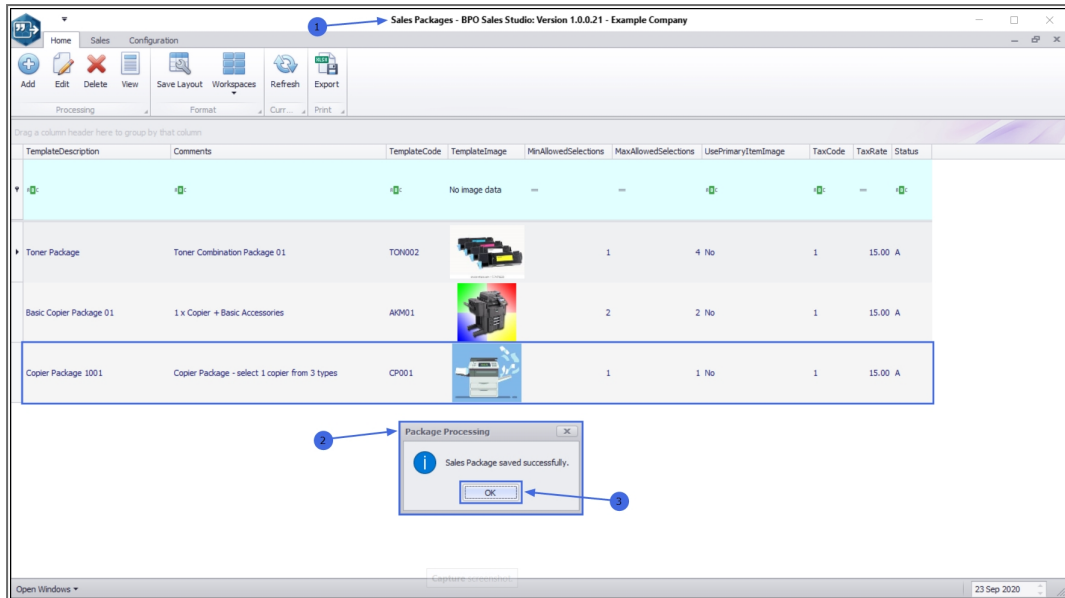 Sales Packages - BPO Sales Studio: Version 1.0.0.21 - Example Company
1
Home Sales Configuration
Add Edit Delete View Save Layout Workspaces Refresh Export
Processing Format Curr... Print
Drag a column header here to group by that column
TemplateDescription Comments TemplateCode TemplateImage MinAllowedSelections MaxAllowedSelections UsePrimaryItemImage TaxCode TaxRate Status
No image data
Toner Package Toner Combination Package 01 TON002 1 4 No 1 15.00 A
Basic Copier Package 01 1 x Copier + Basic Accessories AKM01 2 2 No 1 15.00 A
Copier Package 1001 Copier Package - select 1 copier from 3 types CP001 1 1 No 1 15.00 A
Package Processing
2
Sales Package saved successfully.
OK
3
Capture screenshot.
Open Windows 23 Sep 2020